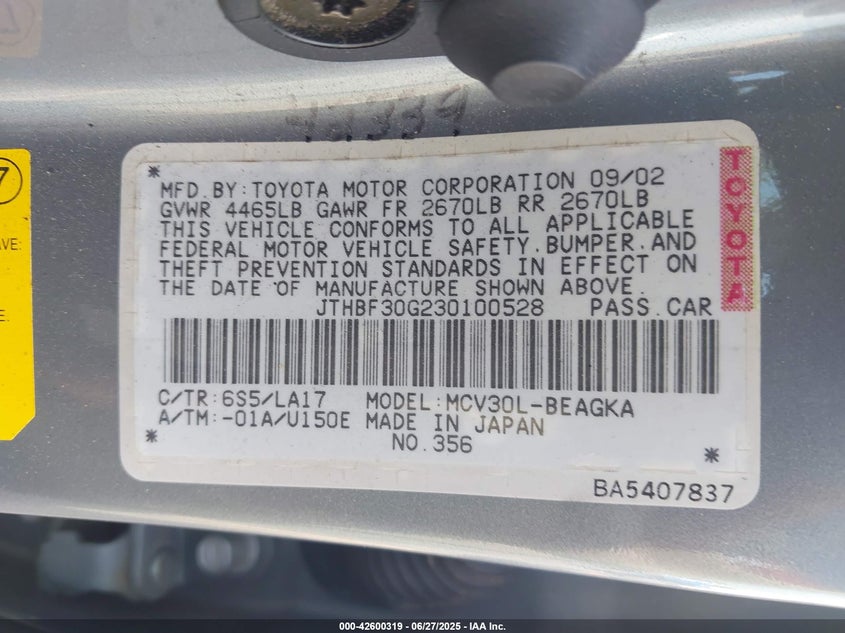 42339
7
AVE:
E.
* MFD.BY:TOYOTA MOTOR CORPORATION 09/02
GVWR 4465LB GAWR FR 2670LB RR 2670LB
THIS VEHICLE CONFORMS TO ALL APPLICABLE
FEDERAL MOTOR VEHICLE SAFETY.BUMPER.AND
THEFT PREVENTION STANDARDS IN EFFECT ON
THE DATE OF MANUFACTURE SHOWN ABOVE.
JTHBF30G230100528 PASS.CAR
TOYOTA
C/TR:6S5/LA17 MODEL:MCV30L-BEAGKA
A/TM:-01A/U150E MADE IN JAPAN
* NO.356 *
BA5407837
000-42600319 | 06/27/2025 - IAA Inc.